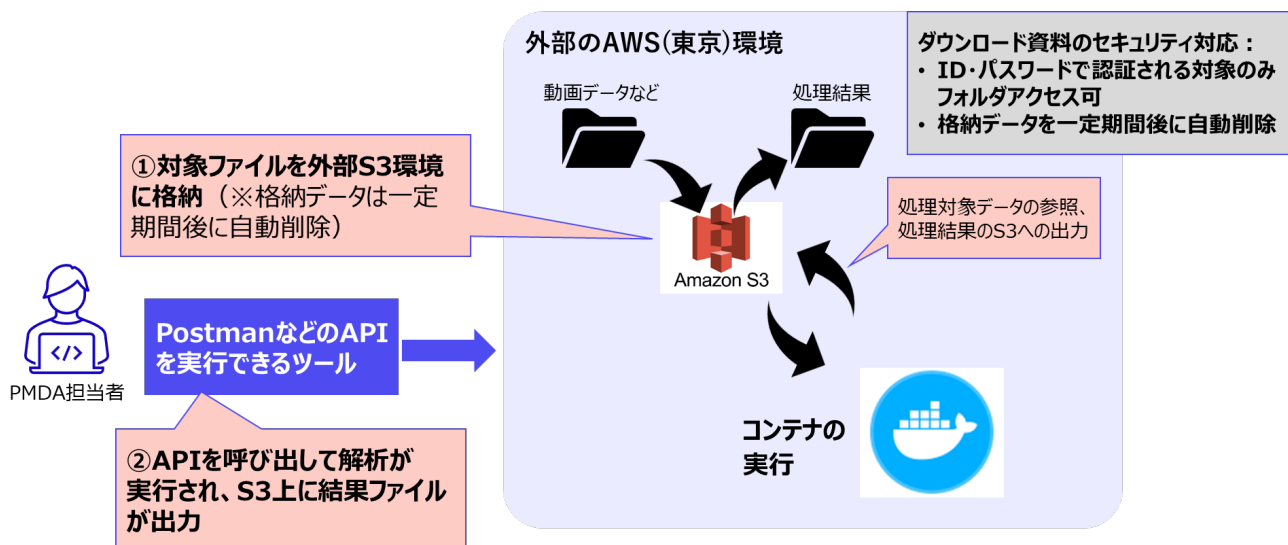 外部のAWS(東京)環境
動画データなど
処理結果
ダウンロード資料のセキュリティ対応：
• ID・パスワードで認証される対象のみ
フォルダアクセス可
• 格納データを一定期間後に自動削除
①対象ファイルを外部S3環境
に格納（※格納データは一定
期間後に自動削除）
処理対象データの参照、
処理結果のS3への出力
Amazon S3
</>
PMDA担当者
PostmanなどのAPI
を実行できるツール
②APIを呼び出して解析が
実行され、S3上に結果ファイル
が出力
コンテナの
実行